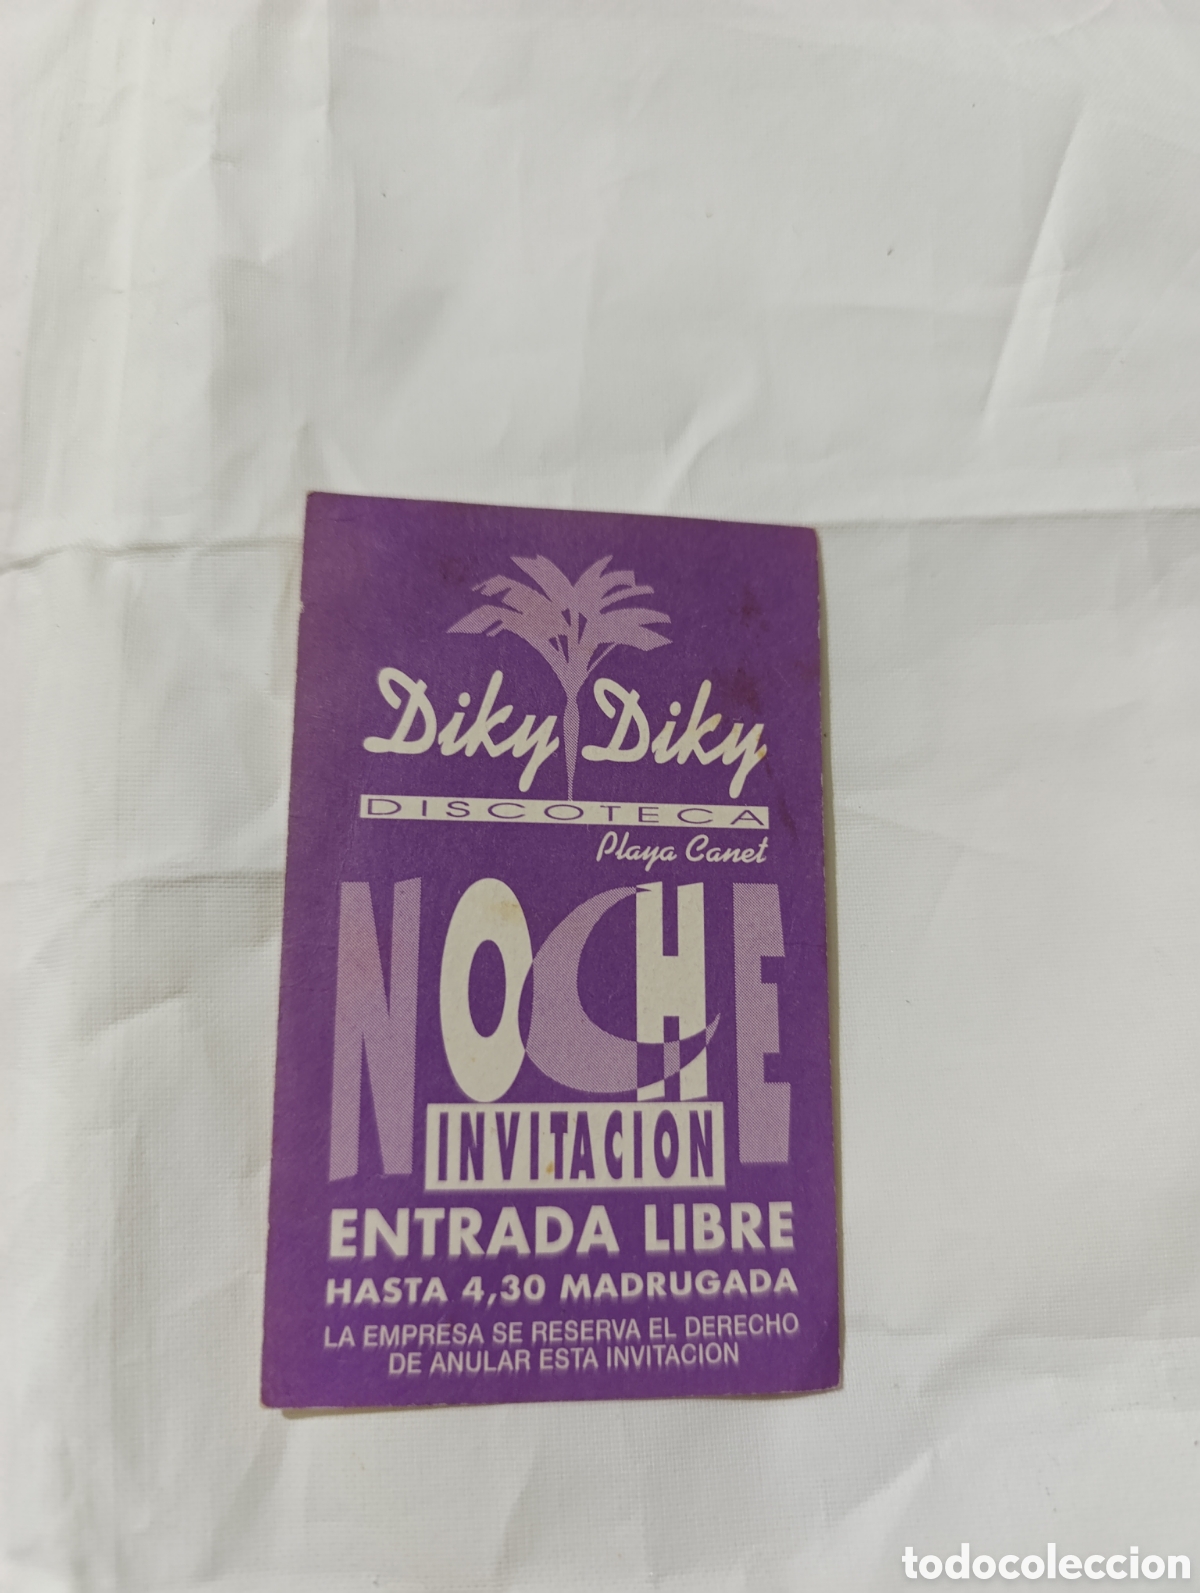 Diky Diky
DISCOTECA
Playa Canet
NOCHE
INVITACION
ENTRADA LIBRE
HASTA 4,30 MADRUGADA
LA EMPRESA SE RESERVA EL DERECHO
DE ANULAR ESTA INVITACION
todocoleccion